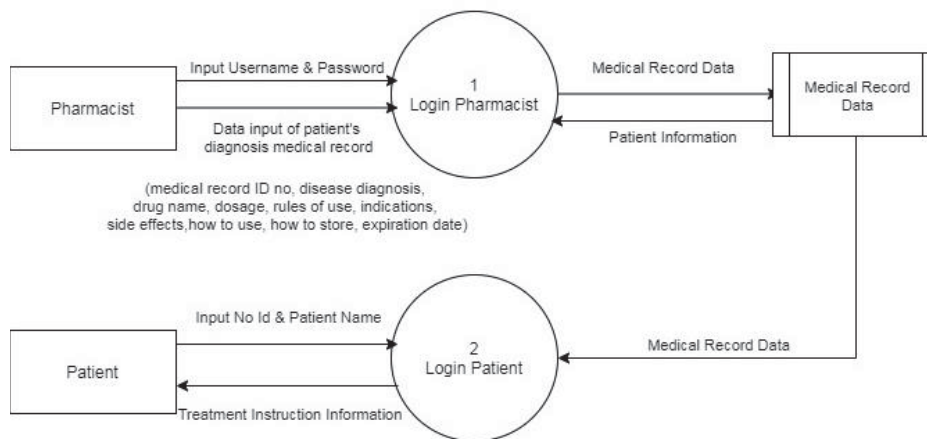 Input Username & Password
Pharmacist
Data input of patient's
diagnosis medical record
(medical record ID no, disease diagnosis,
drug name, dosage, rules of use, indications,
side effects,how to use, how to store, expiration date)
1
Login Pharmacist
Medical Record Data
Patient Information
Medical Record
Data
Input No Id & Patient Name
Patient
Treatment Instruction Information
2
Login Patient
Medical Record Data